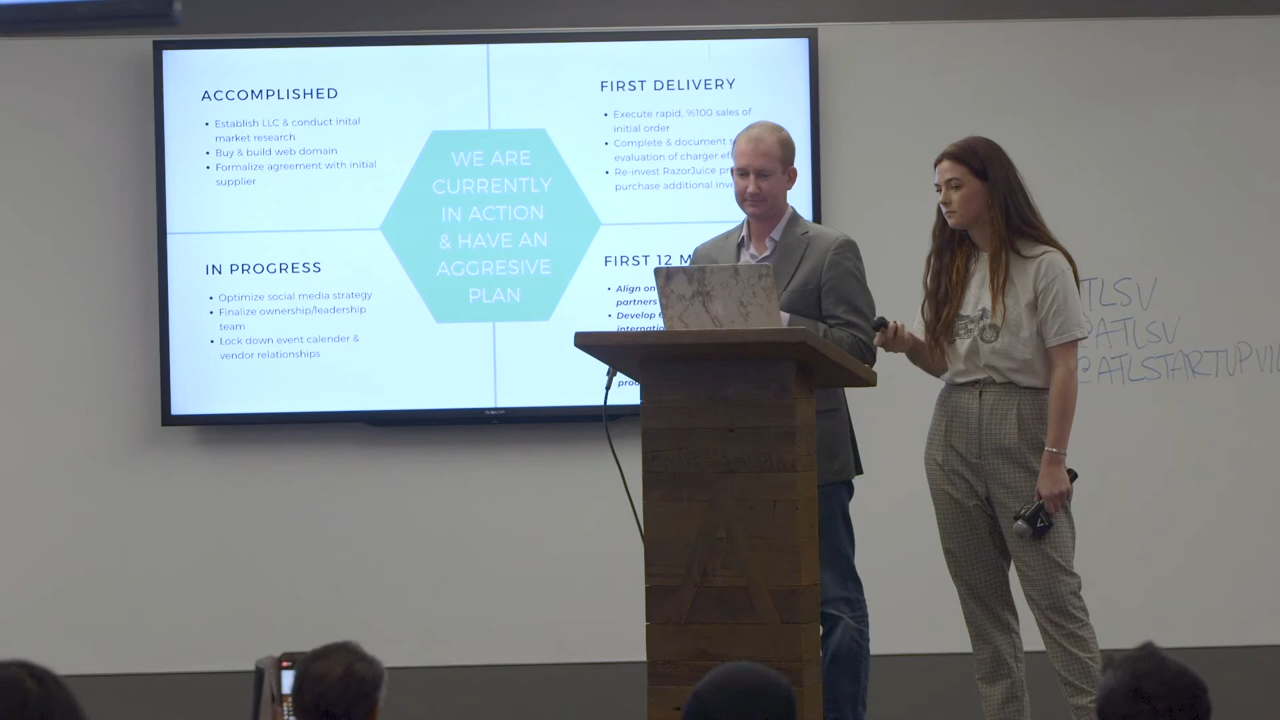 ACCOMPLISHED
• Establish LLC & conduct inital
market research
• Buy & build web domain
• Formalize agreement with initial
supplier
FIRST DELIVERY
• Execute rapid, %100 sales of
initial order
• Complete & document
evaluation of charger
• Re-invest RazorJuice
purchase additional
WE ARE
CURRENTLY
IN ACTION
& HAVE AN
AGGRESIVE
PLAN
IN PROGRESS
• Optimize social media strategy
• Finalize ownership/leadership
team
• Lock down event calender &
vendor relationships
FIRST 12 M
• Align on
partners
• Develop
internatio
proc
TLSV
@ATLSV
@ATLSTARTUPVIL